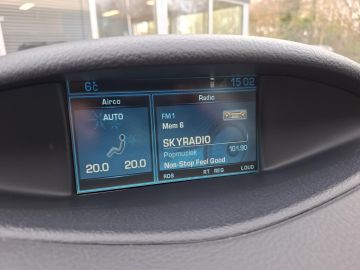 6°c 15 02
Airco Radio
AUTO
20.0 20.0
FM1
Mem 6
SKYRADIO
101.90
Popmuziek
Non-Stop Feel Good
RDS RT REG LOUD